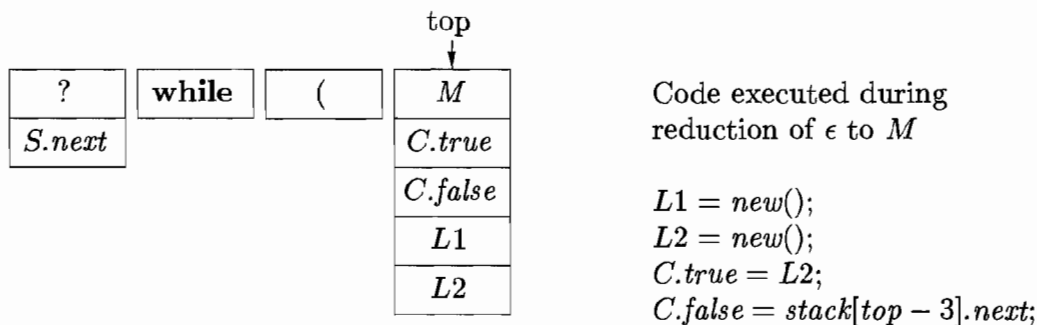 top
? while ( M
S.next C.true
C.false
L1
L2
Code executed during
reduction of ϵ to M
L1 = new();
L2 = new();
C.true = L2;
C.false = stack[top − 3].next;